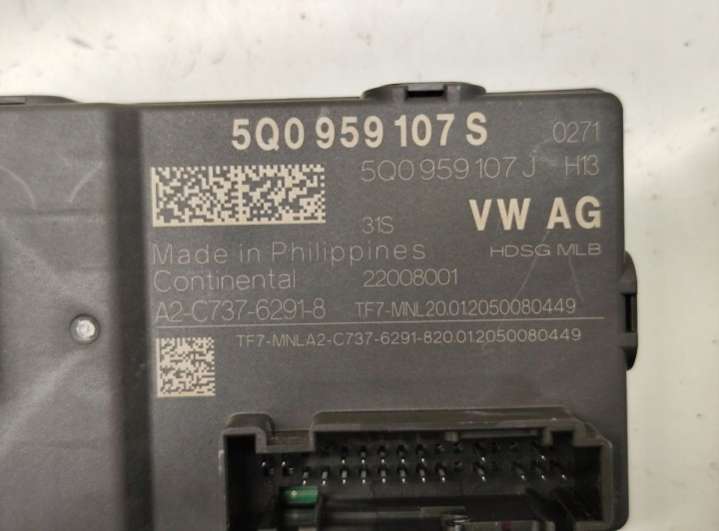 5Q0 959 107 S 0271
5Q0 959 107 J H13
31S VW AG
Made in Philippines HDSG MLB
Continental 22008001
A2-C737-6291-8 TF7-MNL20.012050080449
TF7-MNLA2-C737-6291-820.012050080449